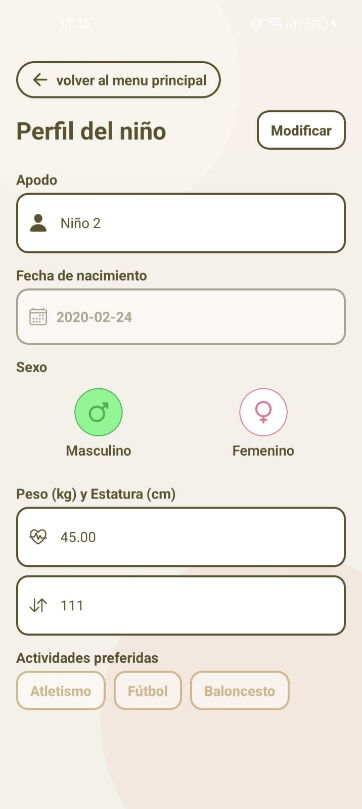 11:35
volver al menu principal
Perfil del niño
Modificar
Apodo
Niño 2
Fecha de nacimiento
2020-02-24
Sexo
Masculino
Femenino
Peso (kg) y Estatura (cm)
45.00
111
Actividades preferidas
Atletismo
Fútbol
Baloncesto